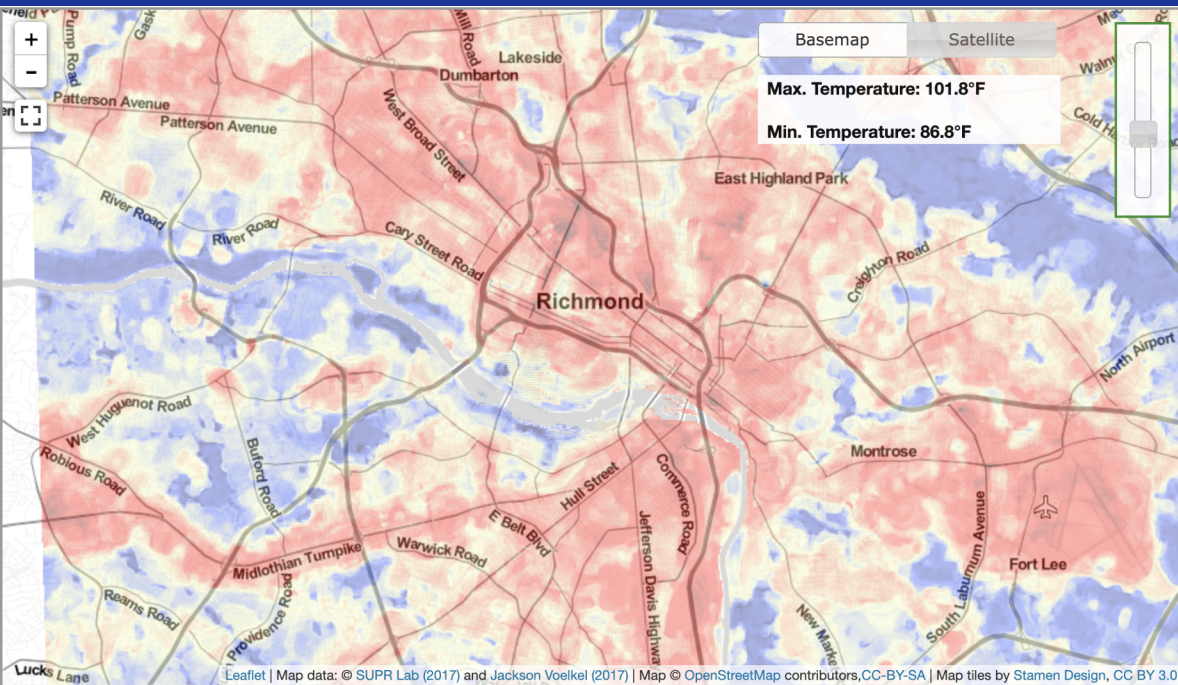 Pump Road
Mill Road
Lakeside
Dumbarton
+
-
Basemap
Satellite
Max. Temperature: 101.8°F
Min. Temperature: 86.8°F
Patterson Avenue
Patterson Avenue
West Broad Street
East Highland Park
River Road
River Road
Cary Street Road
Creighton Road
Richmond
North Airport
West Huguenot Road
Robious Road
Buford Road
Montrose
Hull Street
Commerce Road
E Belt Blvd
Jefferson Davis Highwa
South Laburnum Avenue
Warwick Road
Midlothian Turnpike
Fort Lee
Reams Road
Providence Road
New Marke
Lucks Lane
Leaflet | Map data: © SUPR Lab (2017) and Jackson Voelkel (2017) | Map © OpenStreetMap contributors,CC-BY-SA | Map tiles by Stamen Design, CC BY 3.0